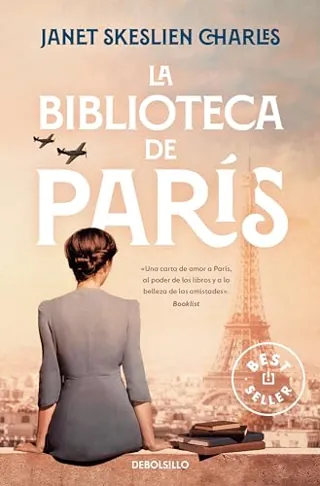 JANET SKESLIEN CHARLES
LA
BIBLIOTECA
DE
PARÍS
«Una carta de amor a París,
al poder de los libros y a la
belleza de las amistades».
Booklist
BEST
SELLER
DEBOLSILLO